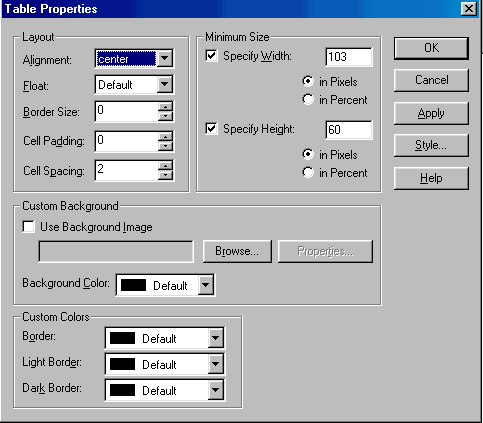 Table Properties
Layout
Alignment: center
Float: Default
Border Size: 0
Cell Padding: 0
Cell Spacing: 2
Minimum Size
Specify Width: 103
in Pixels
in Percent
Specify Height: 60
in Pixels
in Percent
OK
Cancel
Apply
Style...
Help
Custom Background
Use Background Image
Browse...
Properties...
Background Color: Default
Custom Colors
Border: Default
Light Border: Default
Dark Border: Default